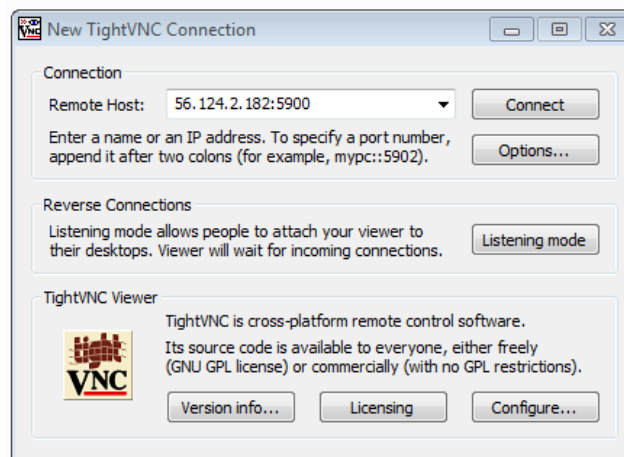 New TightVNC Connection
Connection
Remote Host: 56.124.2.182:5900 Connect
Enter a name or an IP address. To specify a port number,
append it after two colons (for example, mypc::5902).
Options...
Reverse Connections
Listening mode allows people to attach your viewer to
their desktops. Viewer will wait for incoming connections.
Listening mode
TightVNC Viewer
TightVNC is cross-platform remote control software.
Its source code is available to everyone, either freely
(GNU GPL license) or commercially (with no GPL restrictions).
tight
VNC
Version info... Licensing Configure...